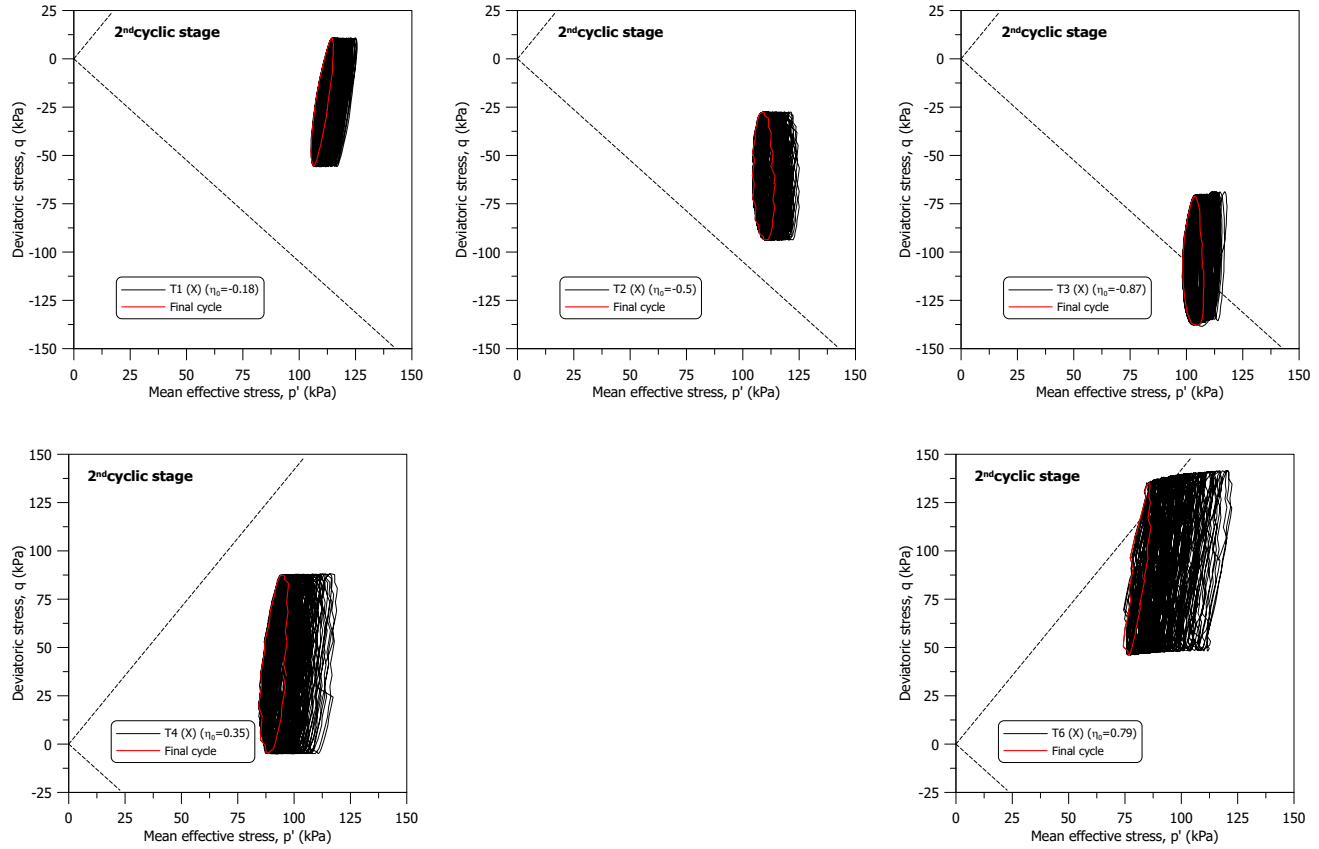 2ndcyclic stage
25
0
-25
-50
-75
-100
-125
-150
Deviatoric stress, q (kPa)
T1 (X) (η0=-0.18)
Final cycle
0 25 50 75 100 125 150
Mean effective stress, p' (kPa)
2ndcyclic stage
25
0
-25
-50
-75
-100
-125
-150
Deviatoric stress, q (kPa)
T2 (X) (η0=-0.5)
Final cycle
0 25 50 75 100 125 150
Mean effective stress, p' (kPa)
2ndcyclic stage
25
0
-25
-50
-75
-100
-125
-150
Deviatoric stress, q (kPa)
T3 (X) (η0=-0.87)
Final cycle
0 25 50 75 100 125 150
Mean effective stress, p' (kPa)
2ndcyclic stage
150
125
100
75
50
25
0
-25
Deviatoric stress, q (kPa)
T4 (X) (η0=0.35)
Final cycle
0 25 50 75 100 125 150
Mean effective stress, p' (kPa)
2ndcyclic stage
150
125
100
75
50
25
0
-25
Deviatoric stress, q (kPa)
T6 (X) (η0=0.79)
Final cycle
0 25 50 75 100 125 150
Mean effective stress, p' (kPa)